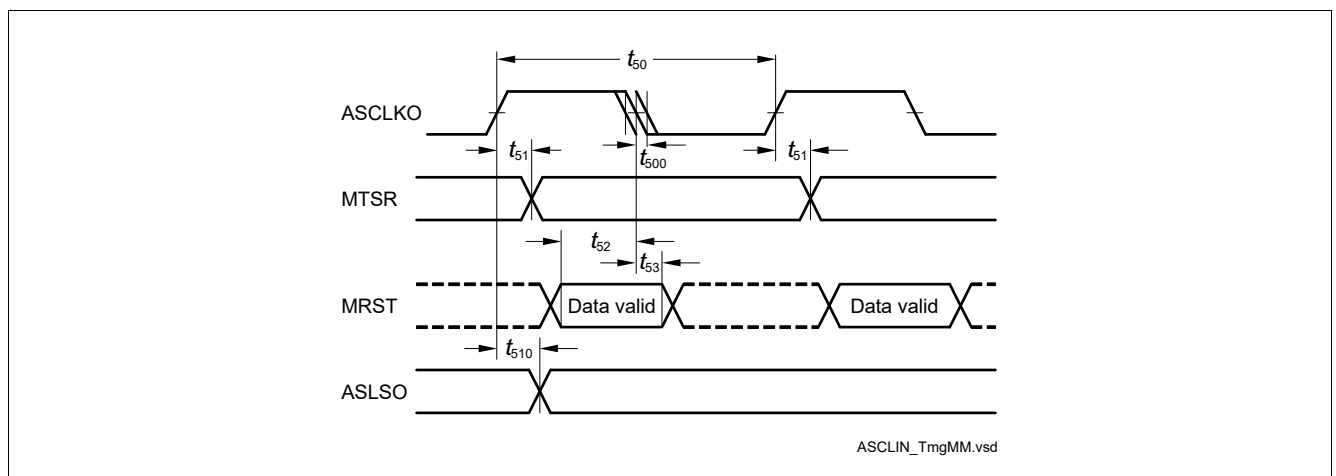 t50
ASCLKO
t51
t500
t51
MTSR
t52
t53
MRST
Data valid
Data valid
t510
ASLSO
ASCLIN_TmgMM.vsd